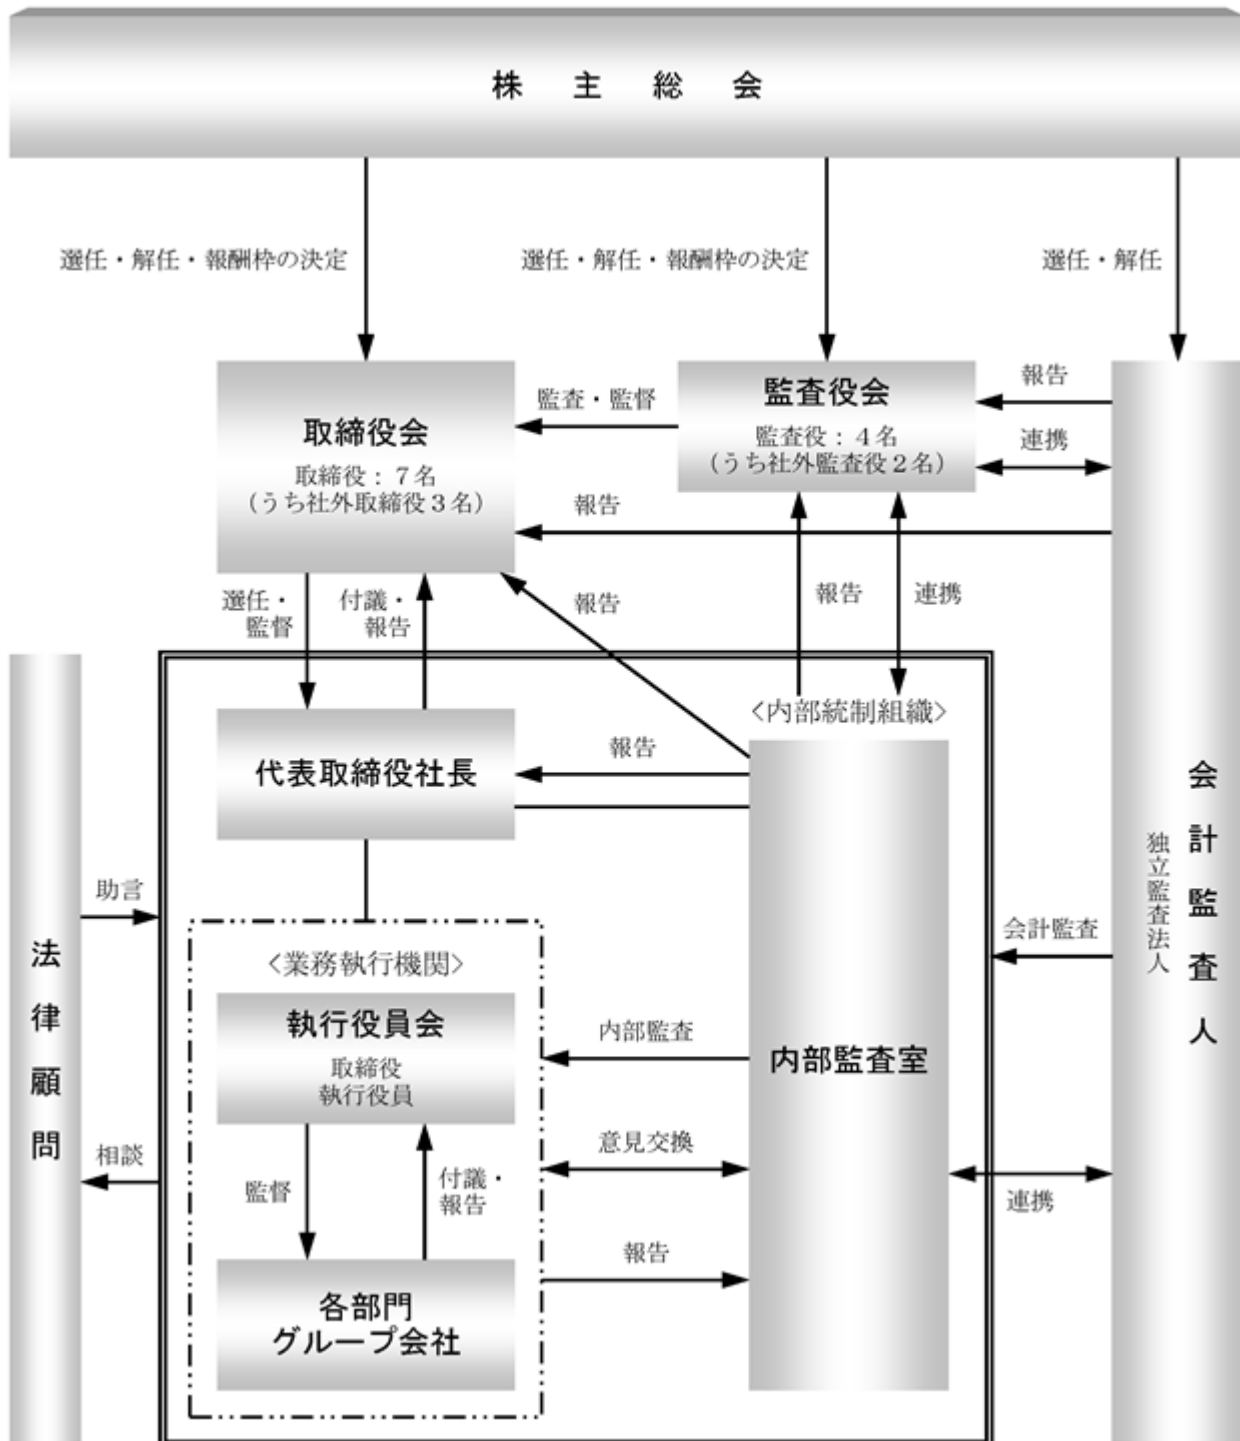 株主総会
選任・解任・報酬枠の決定
選任・解任・報酬枠の決定
選任・解任
取締役会
取締役：７名
(うち社外取締役３名)
監査・監督
監査役会
監査役：４名
(うち社外監査役２名)
報告
連携
報告
選任・
監督
付議・
報告
報告
報告
連携
<内部統制組織>
代表取締役社長
報告
助言
法律顧問
相談
<業務執行機関>
執行役員会
取締役
執行役員
監督
付議・
報告
各部門
グループ会社
内部監査
意見交換
報告
内部監査室
会計監査
連携
会計監査人
独立監査法人